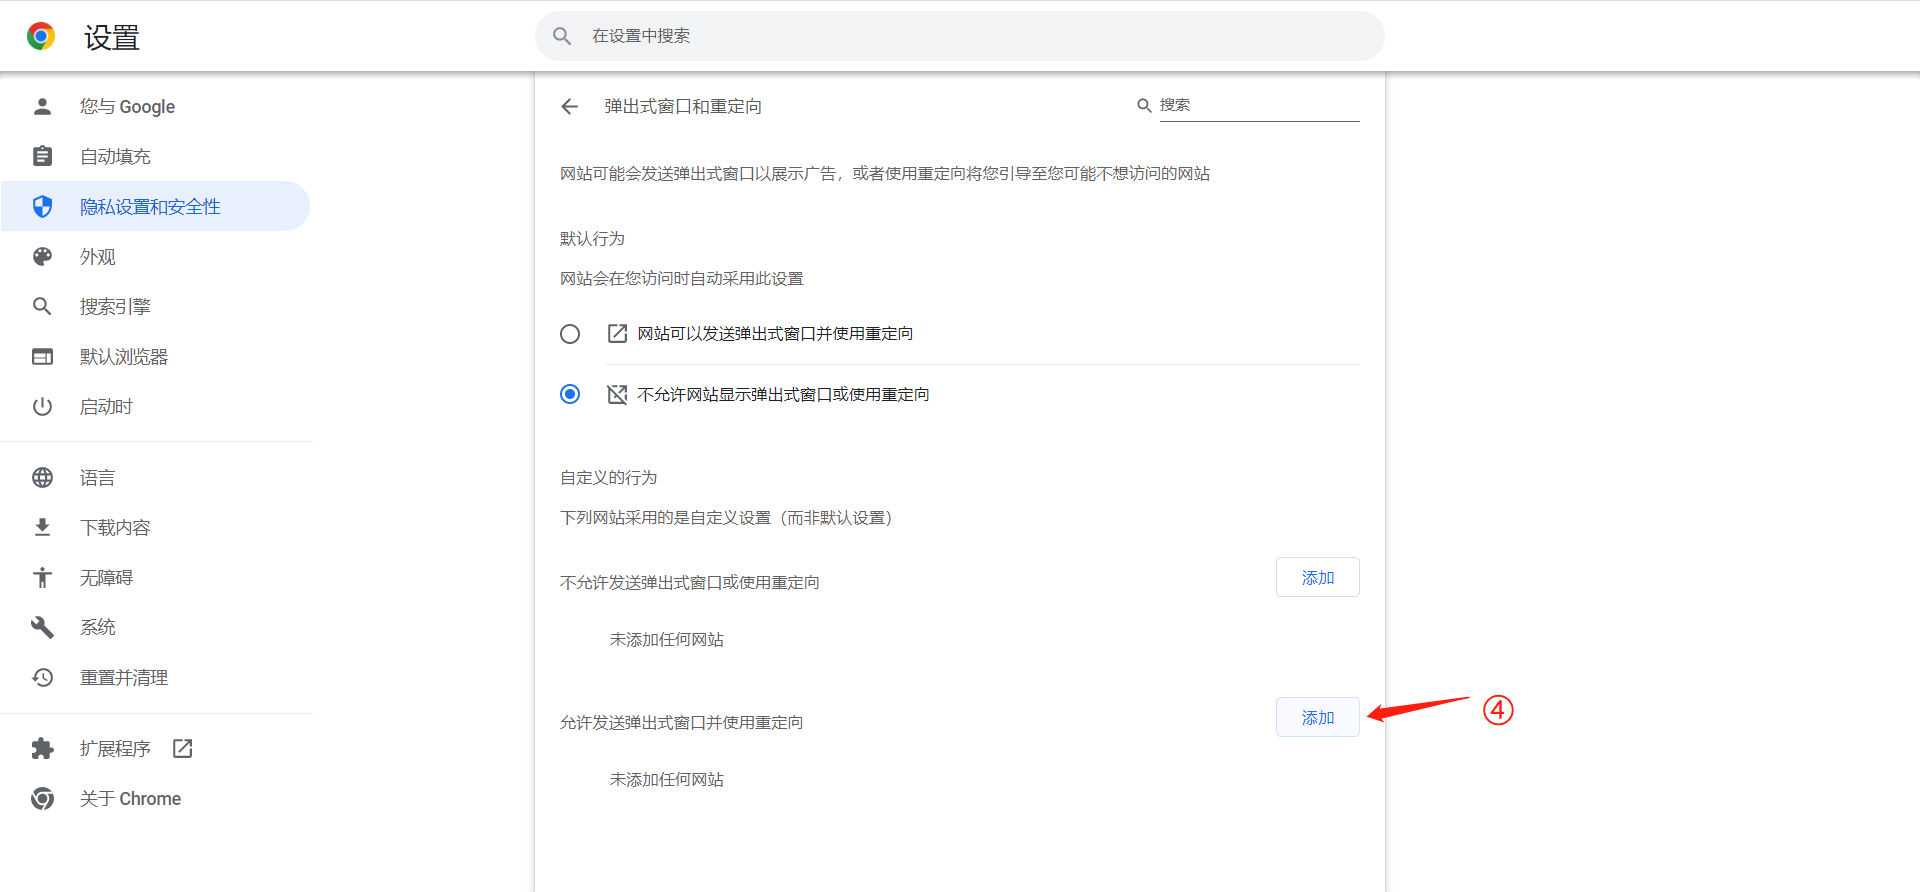 设置
在设置中搜索
您与 Google
自动填充
隐私设置和安全性
外观
搜索引擎
默认浏览器
启动时
语言
下载内容
无障碍
系统
重置并清理
扩展程序
关于 Chrome
弹出式窗口和重定向
搜索
网站可能会发送弹出式窗口以展示广告，或者使用重定向将您引导至您可能不想访问的网站
默认行为
网站会在您访问时自动采用此设置
网站可以发送弹出式窗口并使用重定向
不允许网站显示弹出式窗口或使用重定向
自定义的行为
下列网站采用的是自定义设置（而非默认设置）
不允许发送弹出式窗口或使用重定向
添加
未添加任何网站
允许发送弹出式窗口并使用重定向
添加
④
未添加任何网站